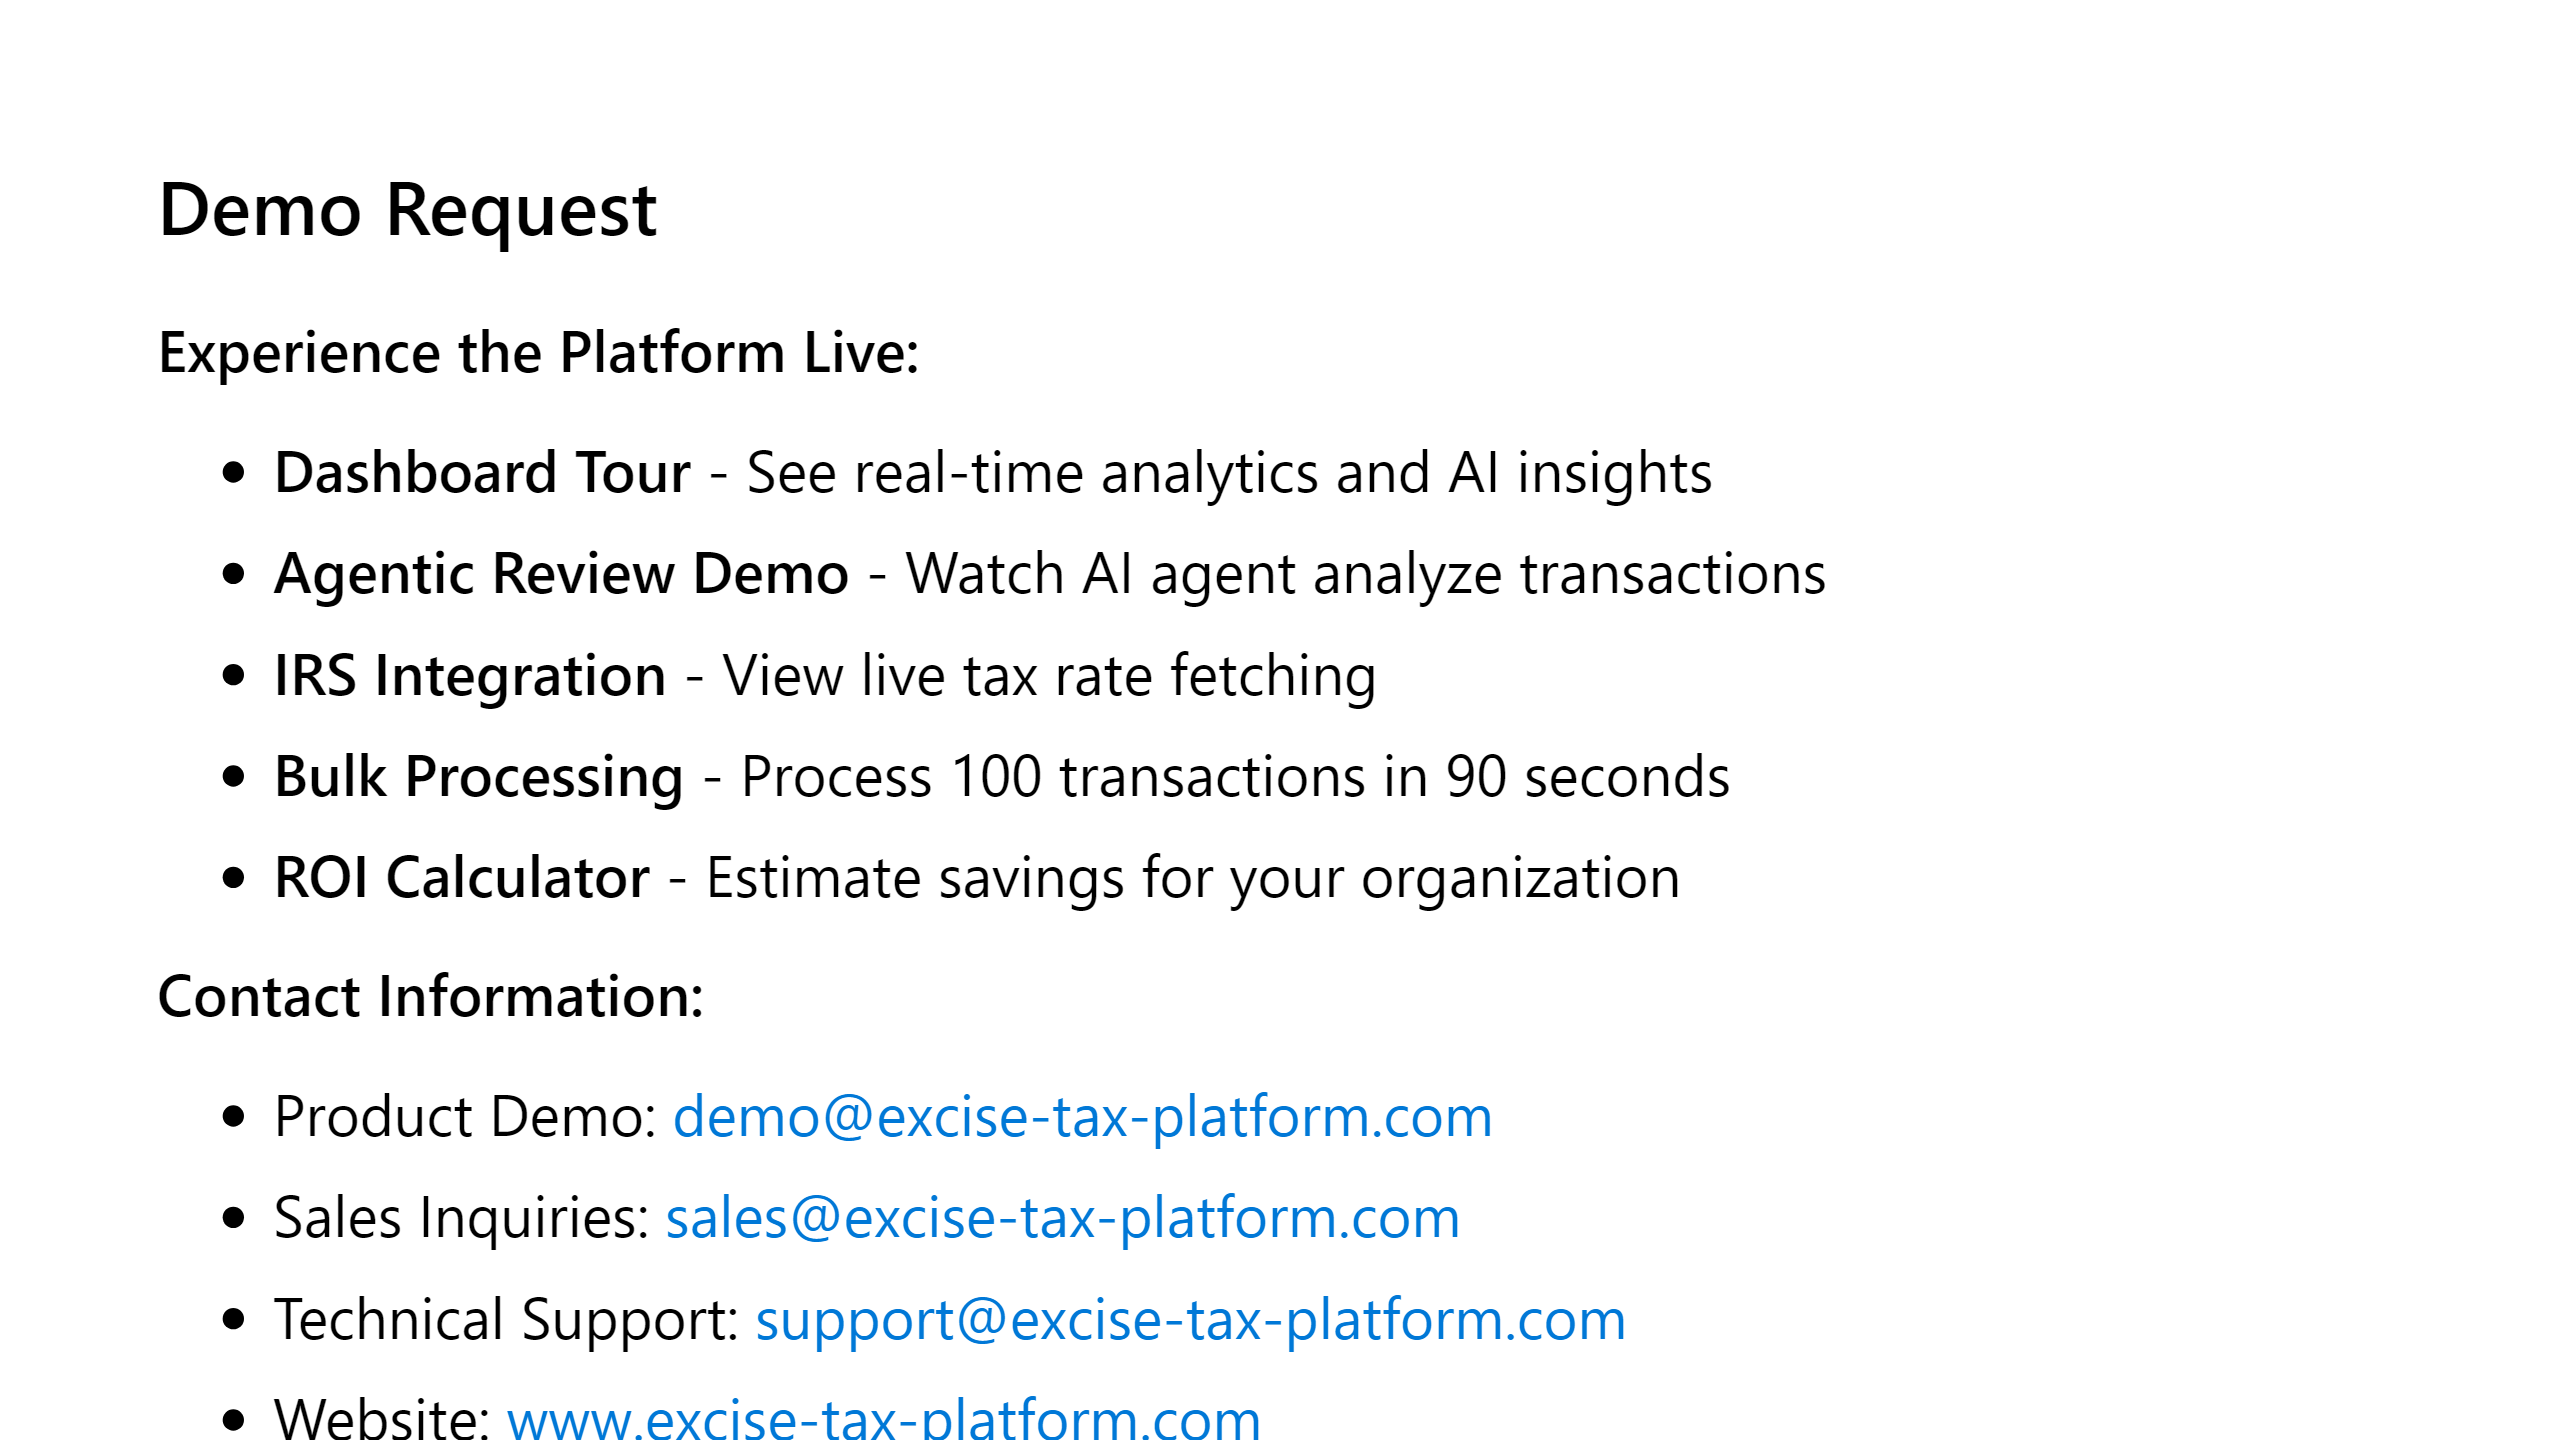 Demo Request
Experience the Platform Live:
• Dashboard Tour - See real-time analytics and AI insights
• Agentic Review Demo - Watch AI agent analyze transactions
• IRS Integration - View live tax rate fetching
• Bulk Processing - Process 100 transactions in 90 seconds
• ROI Calculator - Estimate savings for your organization
Contact Information:
• Product Demo: demo@excise-tax-platform.com
• Sales Inquiries: sales@excise-tax-platform.com
• Technical Support: support@excise-tax-platform.com
• Website: www.excise-tax-platform.com